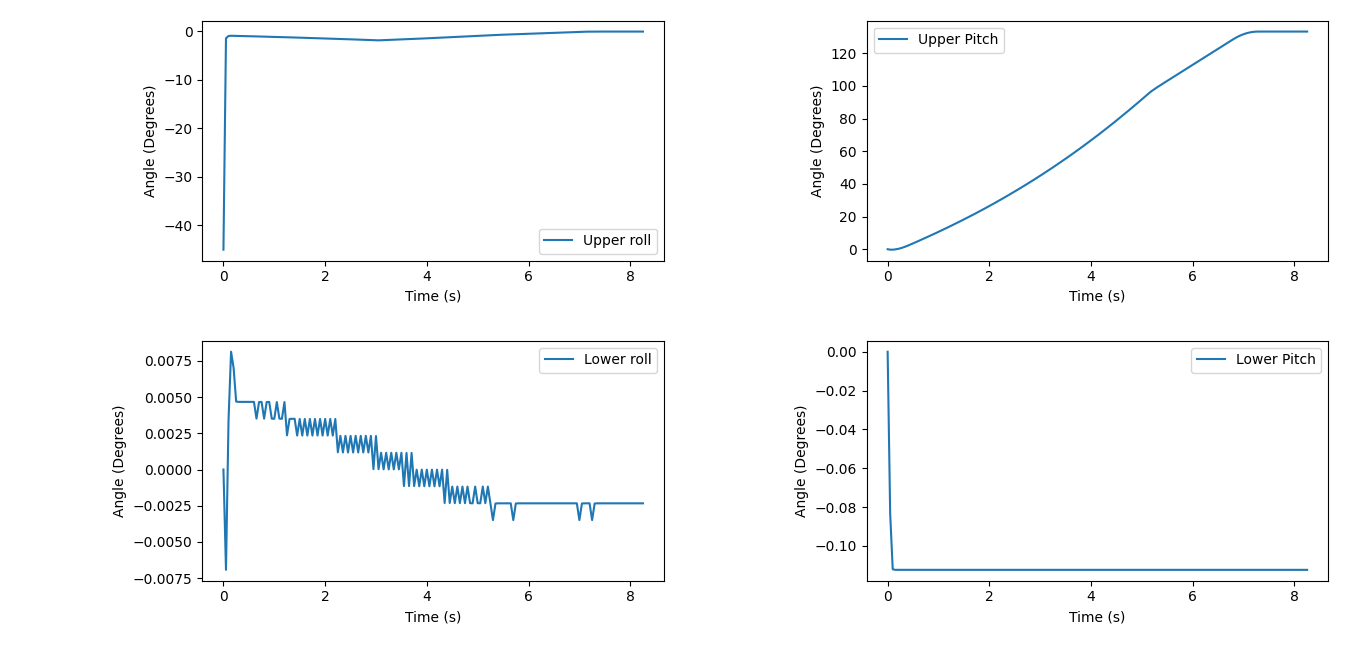 0
−10
−20
−30
−40
Angle (Degrees)
Upper roll
0 2 4 6 8
Time (s)
120
100
80
60
40
20
0
Angle (Degrees)
Upper Pitch
0 2 4 6 8
Time (s)
0.0075
0.0050
0.0025
0.0000
−0.0025
−0.0050
−0.0075
Angle (Degrees)
Lower roll
0 2 4 6 8
Time (s)
0.00
−0.02
−0.04
−0.06
−0.08
−0.10
Angle (Degrees)
Lower Pitch
0 2 4 6 8
Time (s)